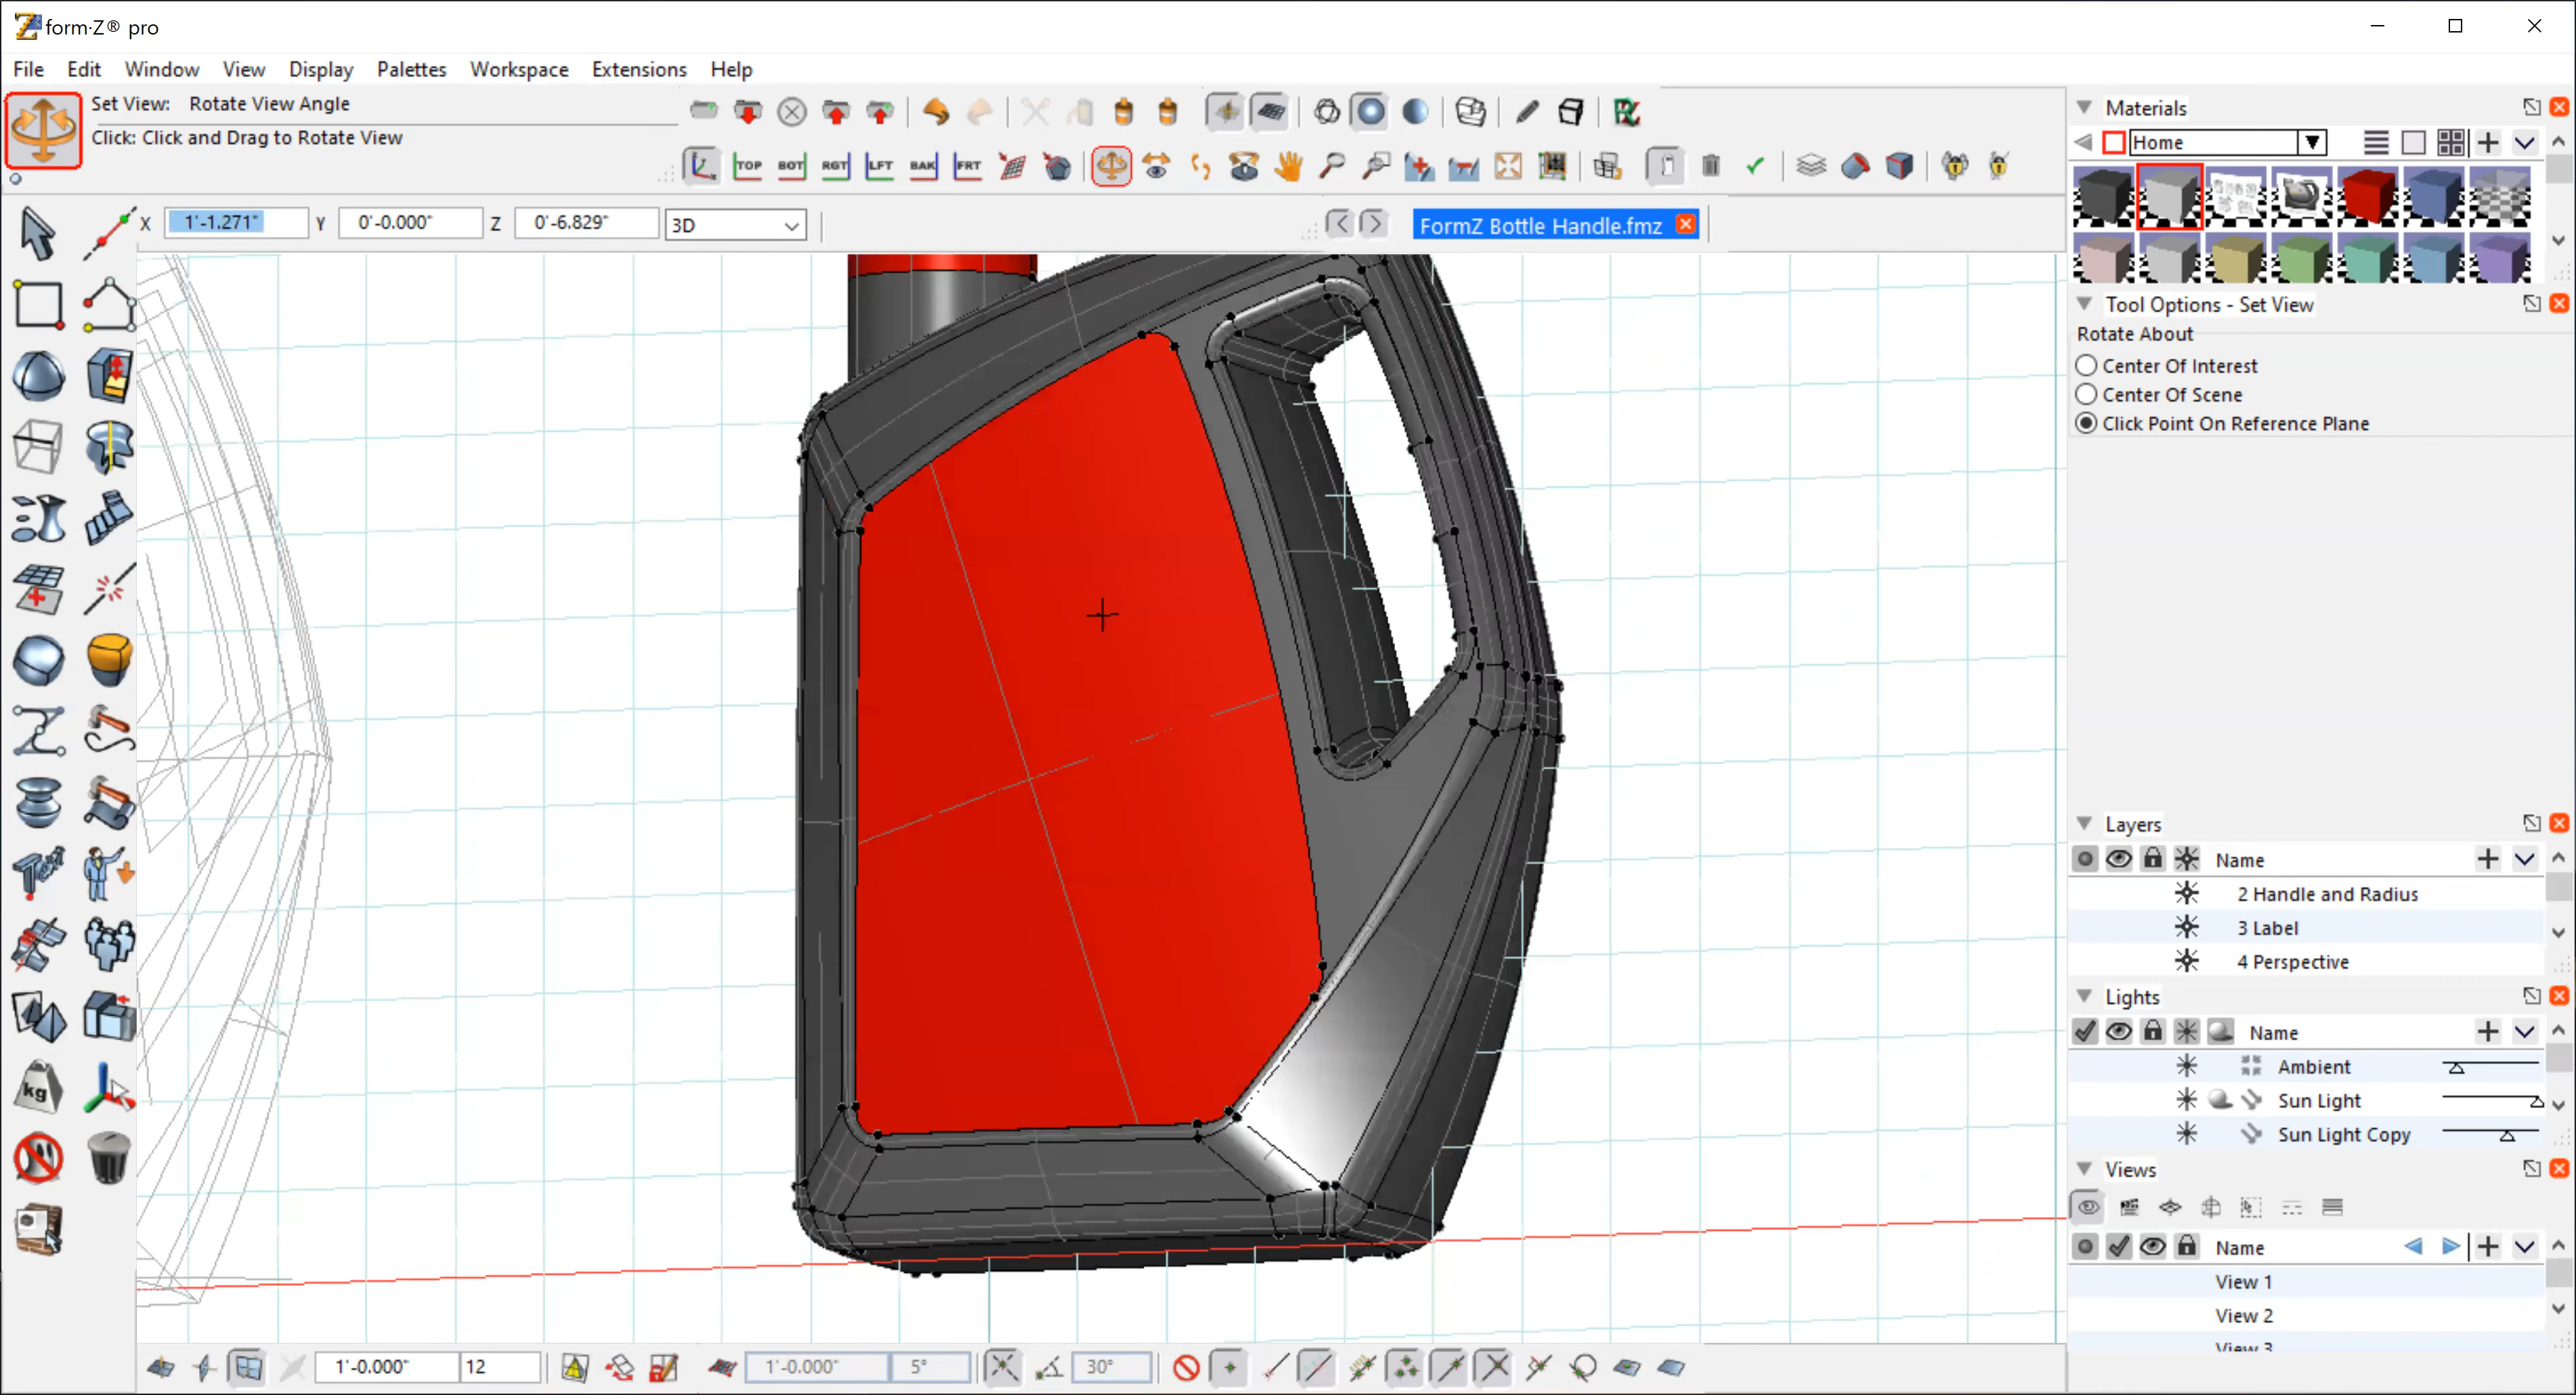 form·Z® pro
File Edit Window View Display Palettes Workspace Extensions Help
Set View: Rotate View Angle
Click: Click and Drag to Rotate View
TOP BOT RGT LFT BAK FRT
X 1'-1.271" Y 0'-0.000" Z 0'-6.829" 3D
FormZ Bottle Handle.fmz
Text
kg
Materials
Home
Tool Options - Set View
Rotate About
Center Of Interest
Center Of Scene
Click Point On Reference Plane
Layers
Name
2 Handle and Radius
3 Label
4 Perspective
Lights
Name
Ambient
Sun Light
Sun Light Copy
Views
Name
View 1
View 2
View 3
1'-0.000" 12 1'-0.000" 5° 30°